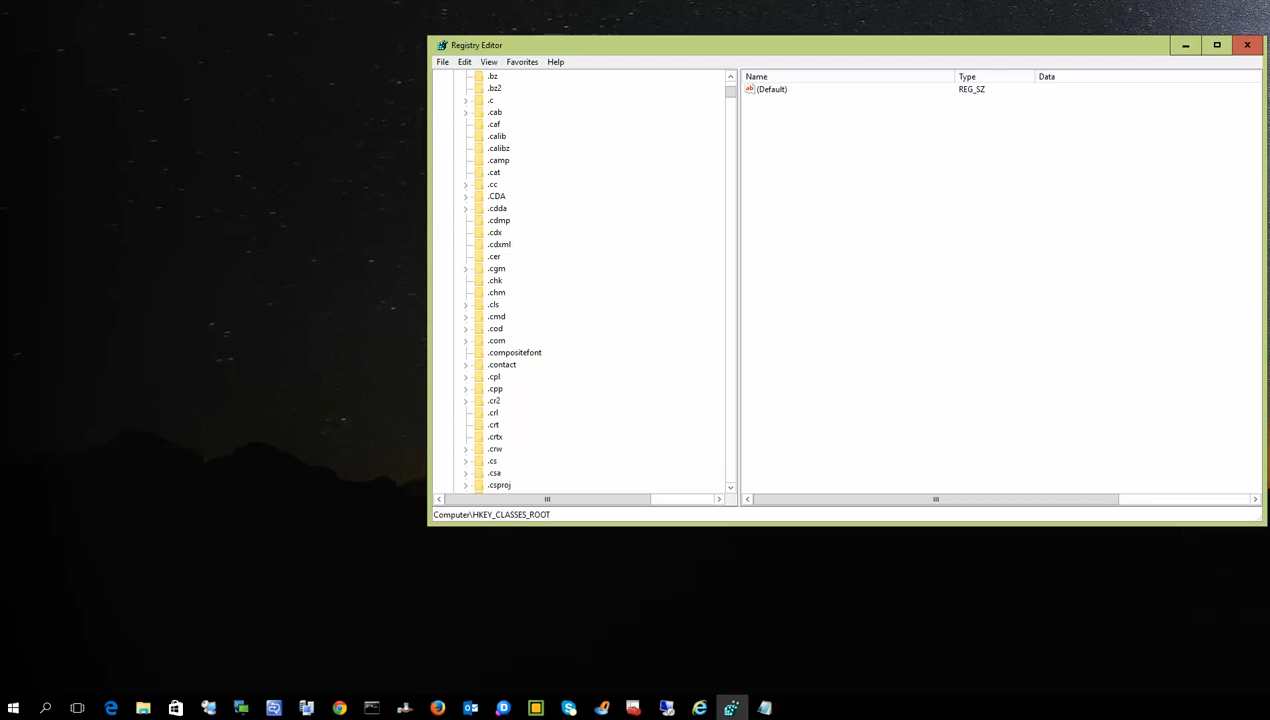 Registry Editor
File Edit View Favorites Help
Name Type Data
(Default) REG_SZ
.bz
.bz2
.c
.cab
.caf
.calib
.calibz
.camp
.cat
.cc
.CDA
.cdda
.cdmp
.cdx
.cdxml
.cer
.cgm
.chk
.chm
.cls
.cmd
.cod
.com
.compositefont
.contact
.cpl
.cpp
.cr2
.crl
.crt
.crtx
.crw
.cs
.csa
.csproj
Computer\HKEY_CLASSES_ROOT